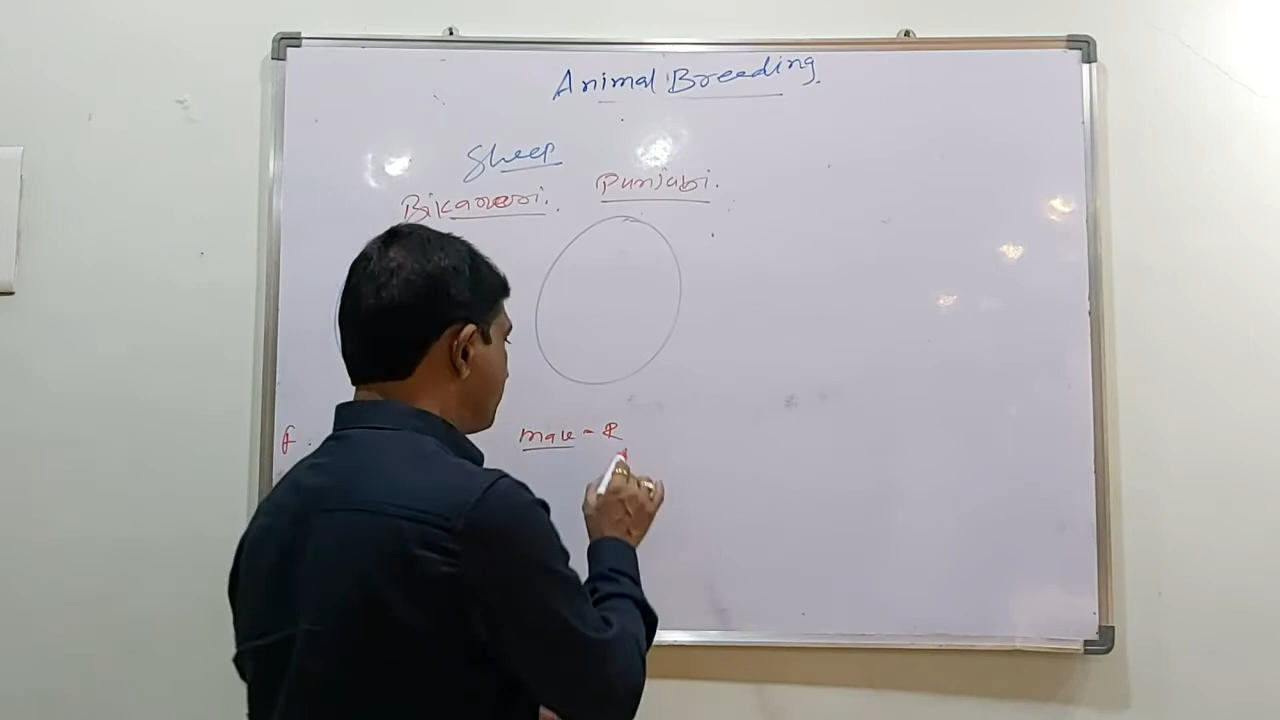 Animal Breeding.
Sheep
Bikaneri. Punjabi.
f. male - R